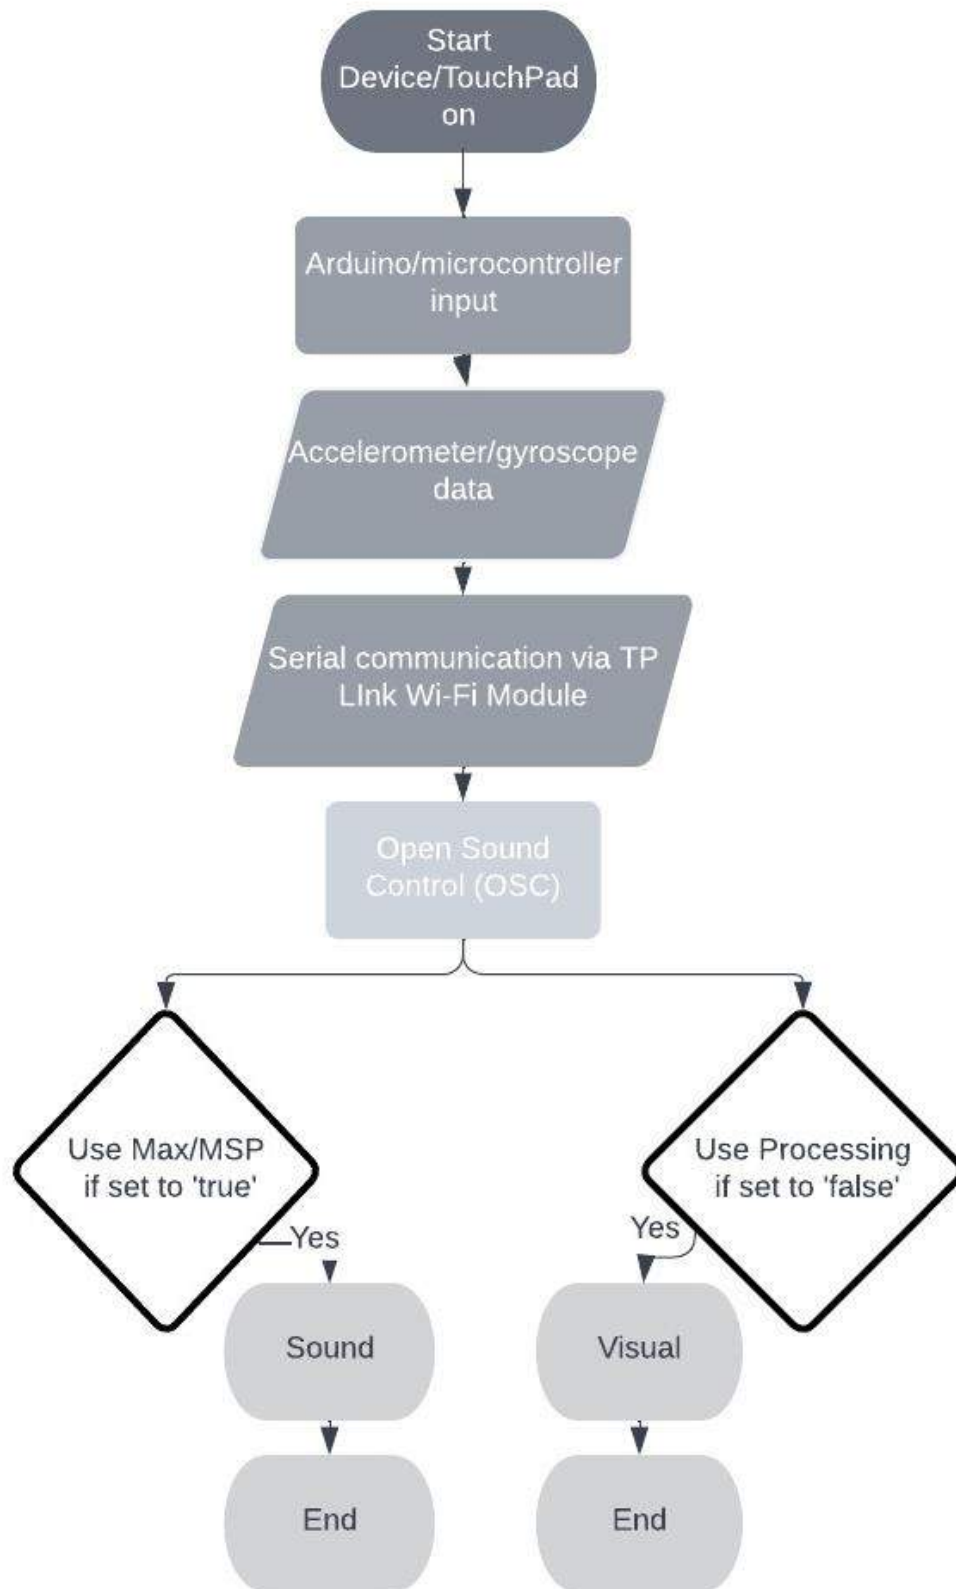 Start
Device/TouchPad
on
Arduino/microcontroller
input
Accelerometer/gyroscope
data
Serial communication via TP
LInk Wi-Fi Module
Open Sound
Control (OSC)
Use Max/MSP
if set to 'true'
Use Processing
if set to 'false'
Yes
Yes
Sound
Visual
End
End